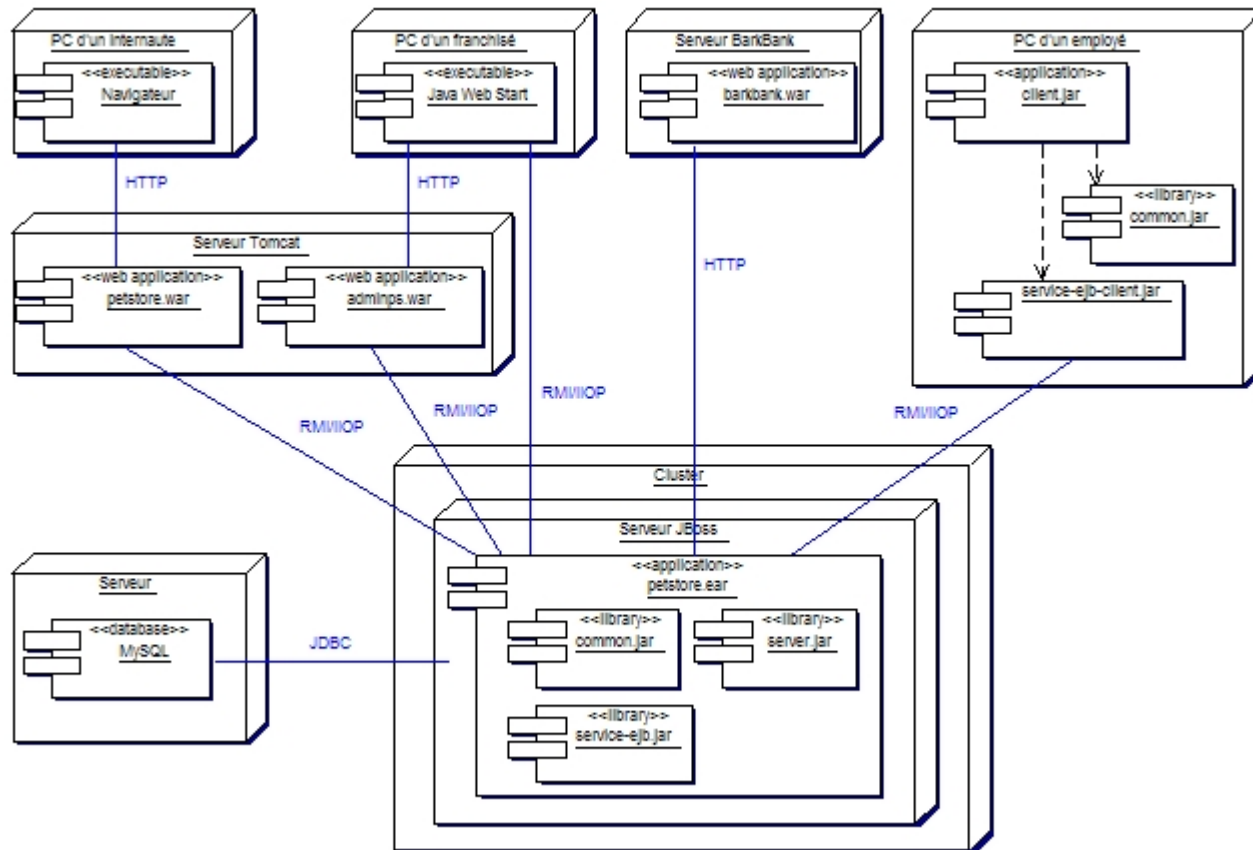 PC d'un internaute
<<executable>>
Navigateur
PC d'un franchisé
<<executable>>
Java Web Start
Serveur BarkBank
<<web application>>
barkbank.war
PC d'un employé
<<application>>
client.jar
<<library>>
common.jar
service-ejb-client.jar
HTTP
HTTP
HTTP
Serveur Tomcat
<<web application>>
petstore.war
<<web application>>
adminps.war
RMI/IIOP
RMI/IIOP
RMI/IIOP
RMI/IIOP
Cluster
Serveur JBoss
<<application>>
petstore.ear
<<library>>
common.jar
<<library>>
server.jar
<<library>>
service-ejb.jar
Serveur
<<database>>
MySQL
JDBC